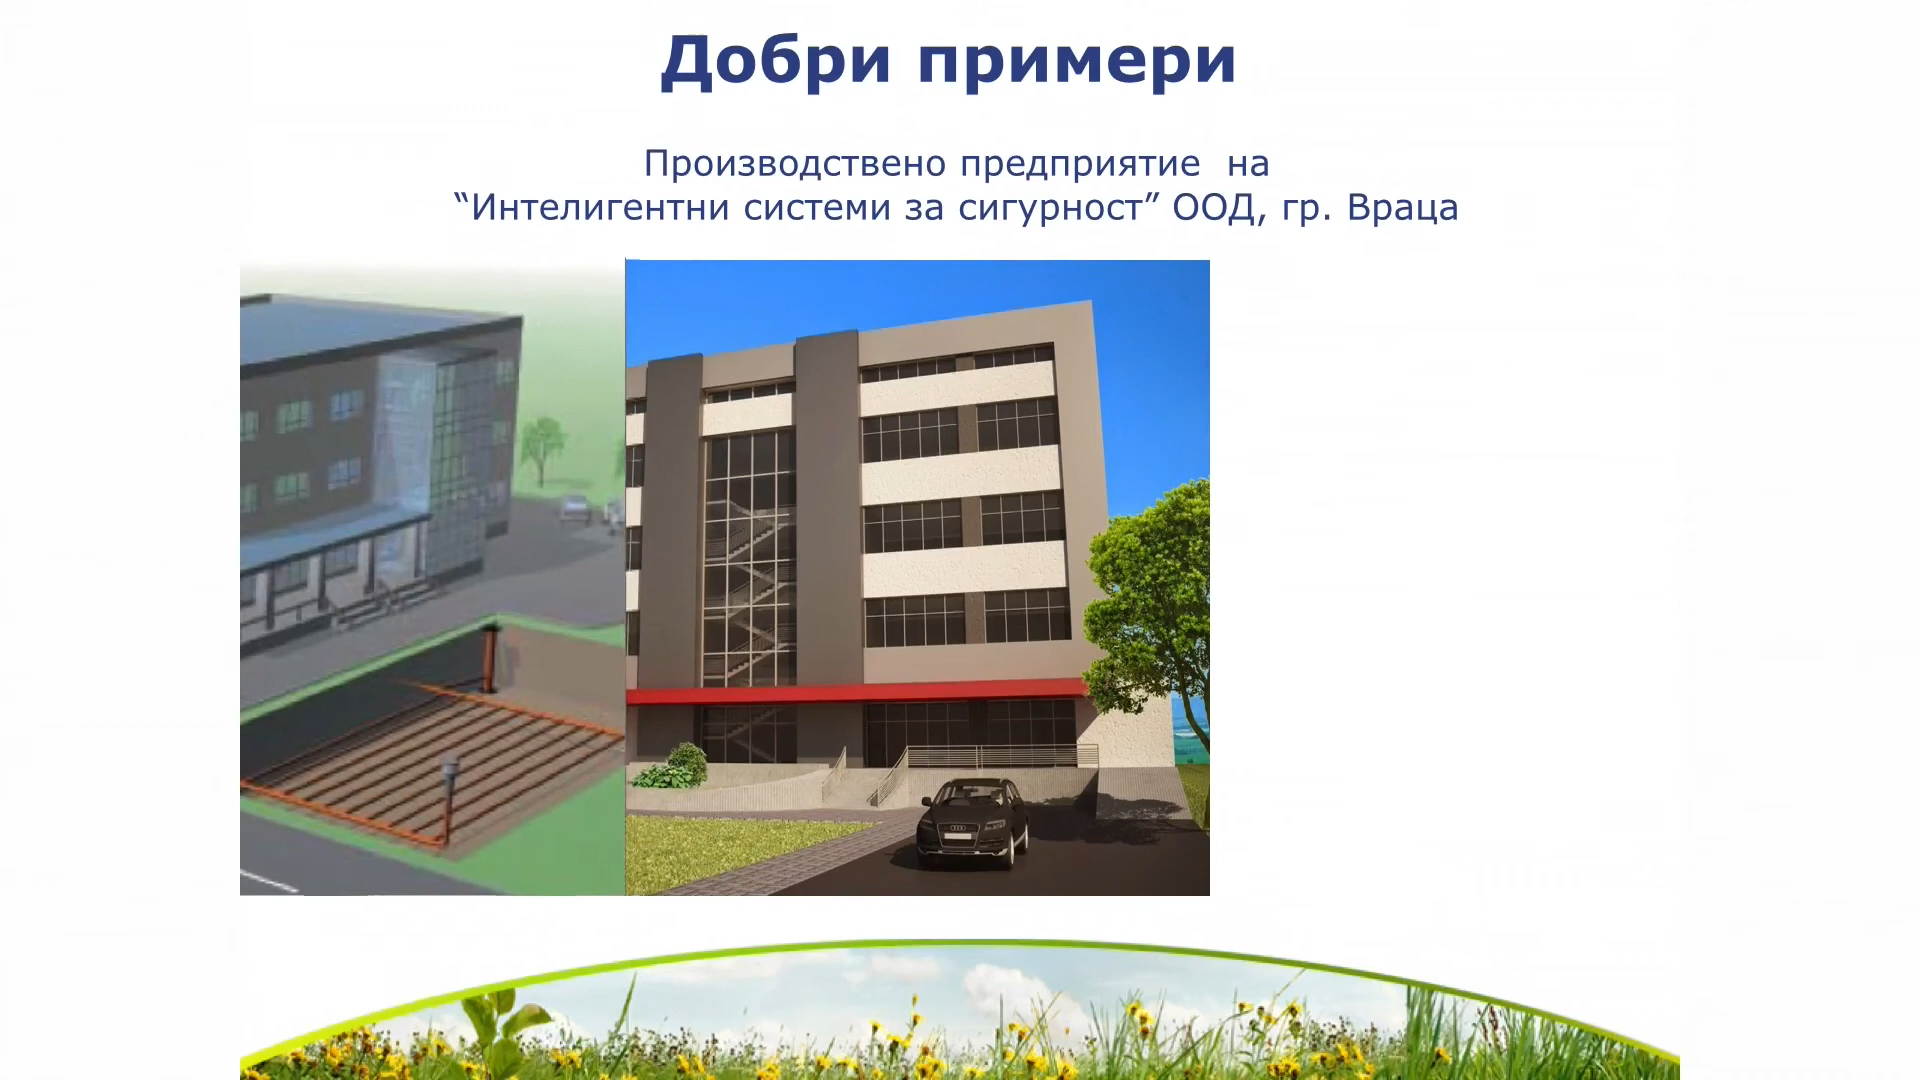 Добри примери
Производствено предприятие  на
“Интелигентни системи за сигурност” ООД, гр. Враца